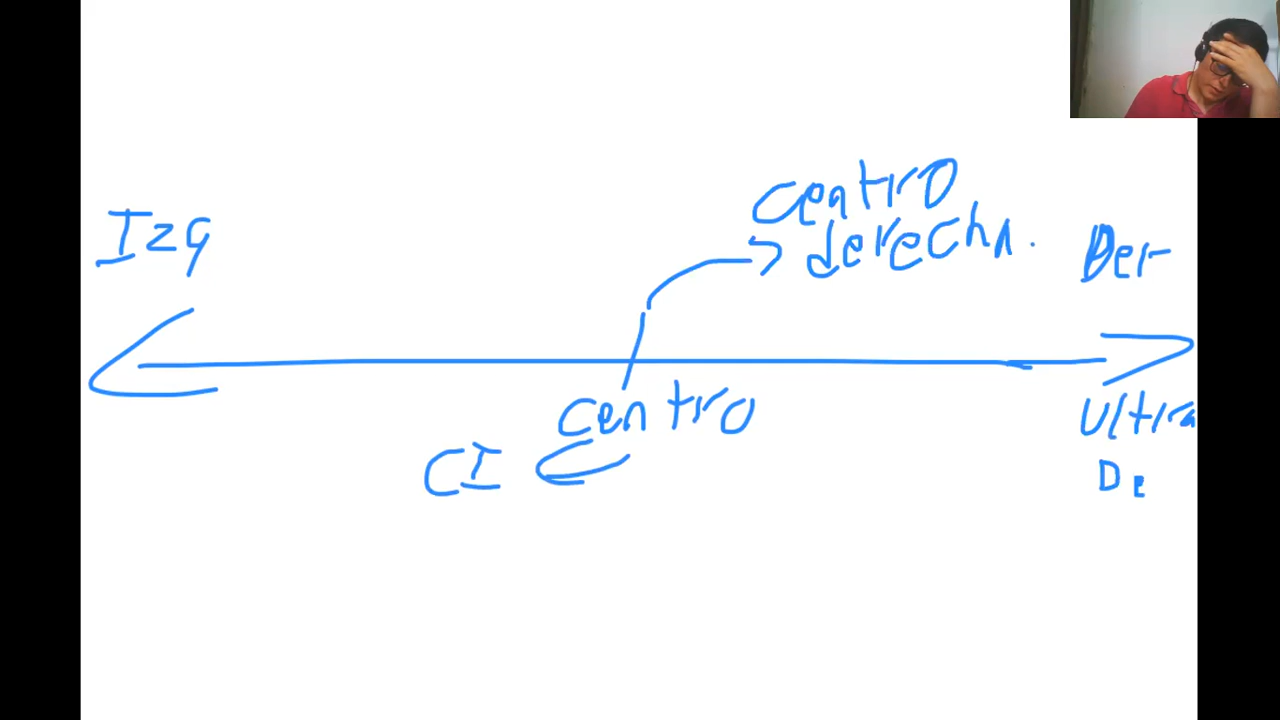 Izq
centro
derecha.
Der
centro
CI
Ultra
De